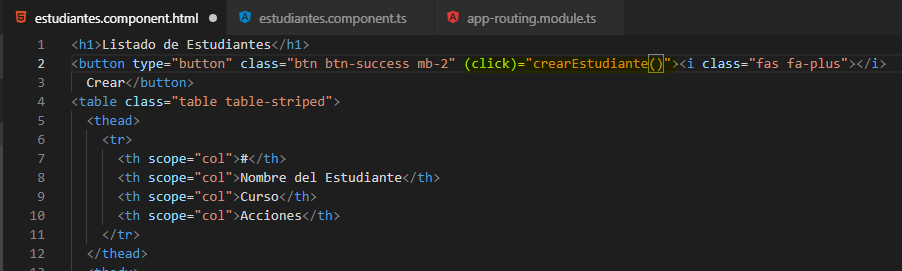 estudiantes.component.html estudiantes.component.ts app-routing.module.ts
1 <h1>Listado de Estudiantes</h1>
2 <button type="button" class="btn btn-success mb-2" (click)="crearEstudiante()"><i class="fas fa-plus"></i>
3 Crear</button>
4 <table class="table table-striped">
5 <thead>
6 <tr>
7 <th scope="col">#</th>
8 <th scope="col">Nombre del Estudiante</th>
9 <th scope="col">Curso</th>
10 <th scope="col">Acciones</th>
11 </tr>
12 </thead>
13 <tbody>